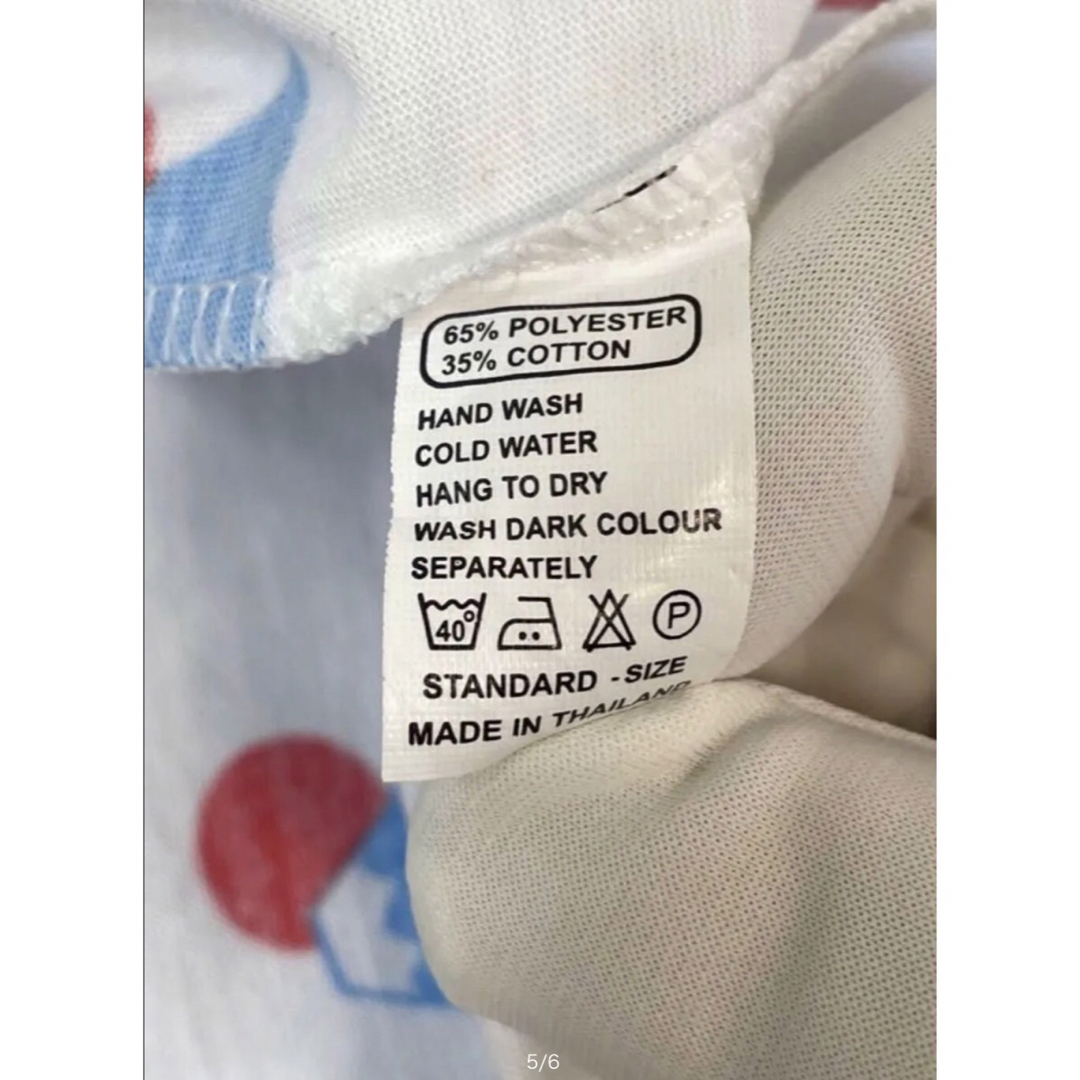 65% POLYESTER
35% COTTON
HAND WASH
COLD WATER
HANG TO DRY
WASH DARK COLOUR
SEPARATELY
40°
P
STANDARD - SIZE
MADE IN THAILAND
5/6